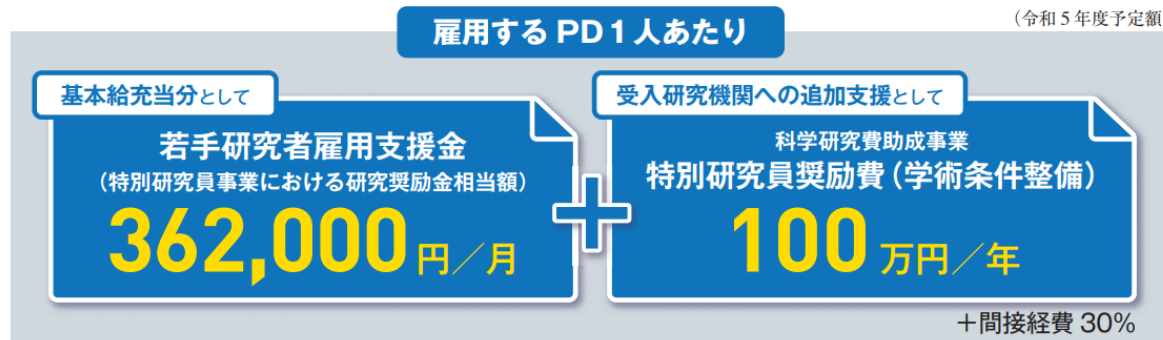 （令和5年度予定額
雇用するPD1人あたり
基本給充当分として
若手研究者雇用支援金
（特別研究員事業における研究奨励金相当額）
362,000円／月
＋
受入研究機関への追加支援として
科学研究費助成事業
特別研究員奨励費（学術条件整備）
100万円／年
＋間接経費 30%